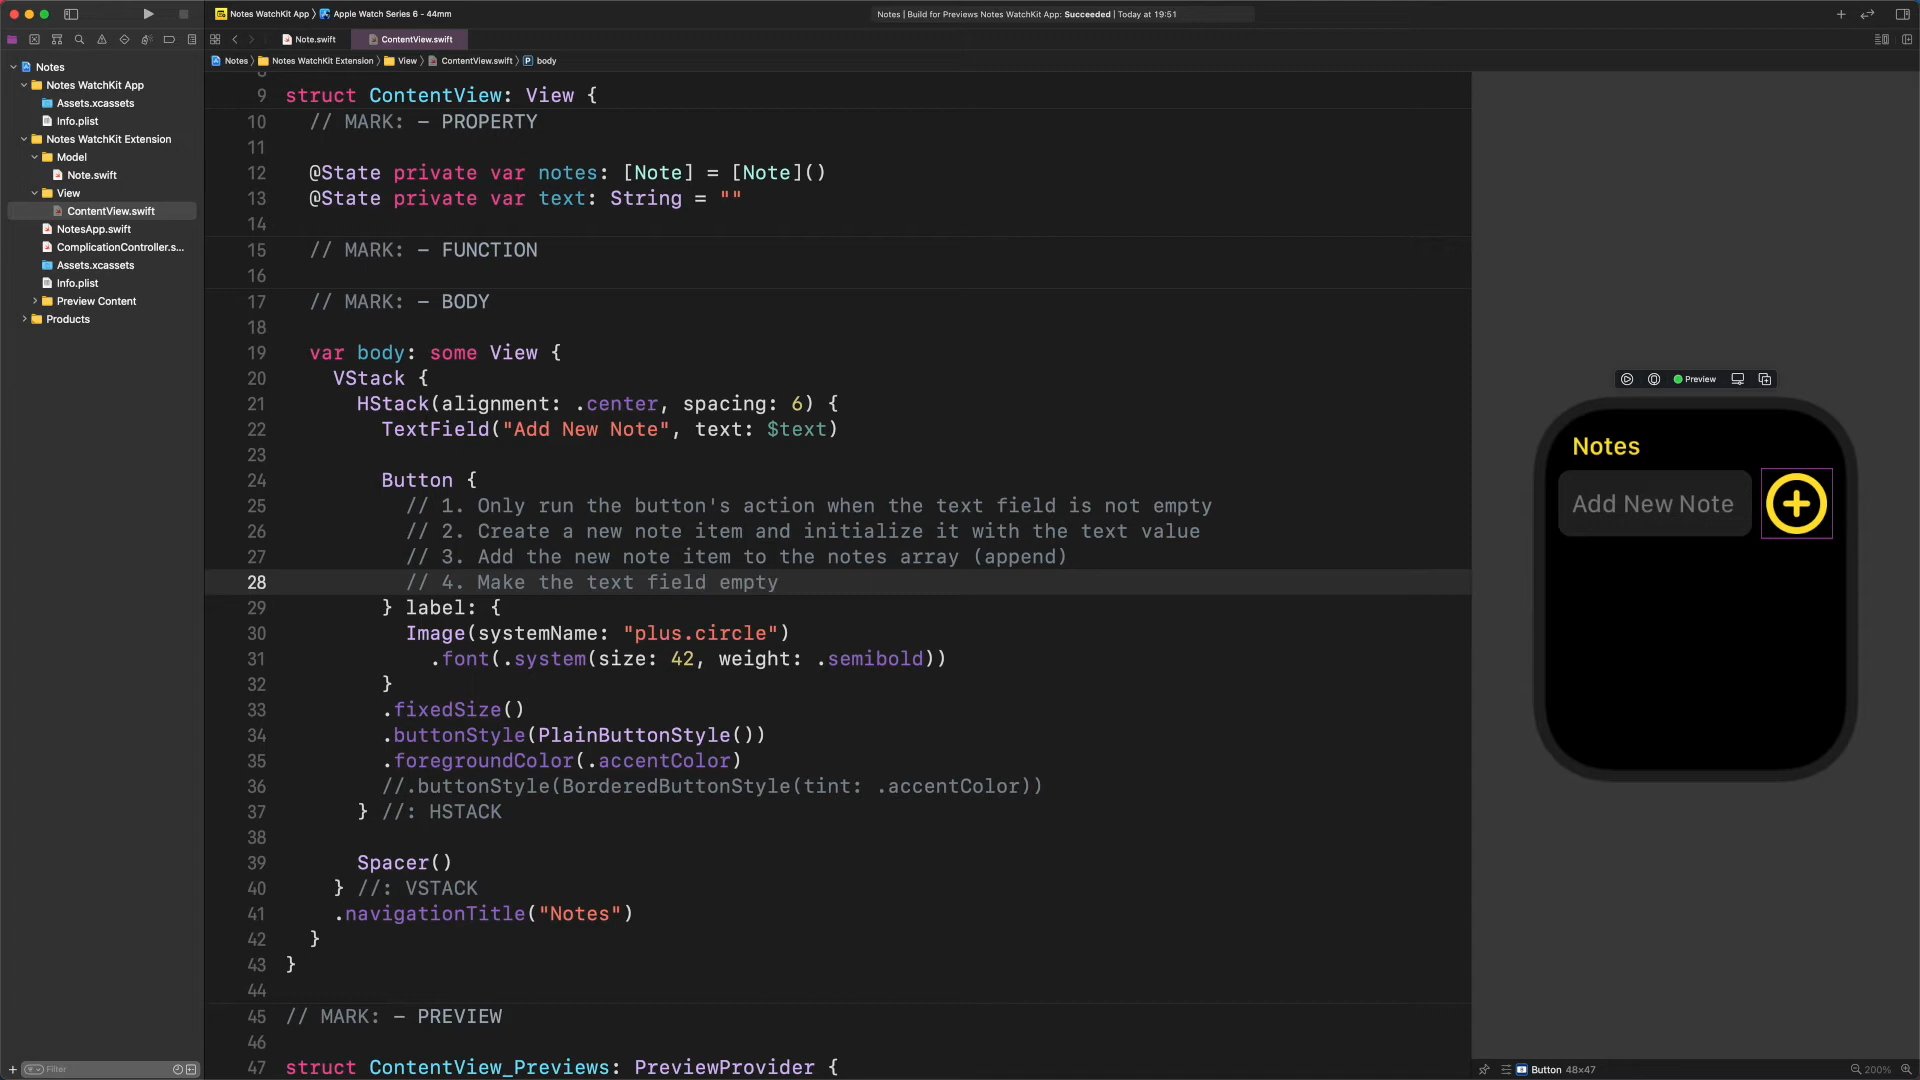 Notes WatchKit App 〉 Apple Watch Series 6 - 44mm
Notes | Build for Previews Notes WatchKit App: Succeeded | Today at 19:51
Note.swift
ContentView.swift
Notes 〉 Notes WatchKit Extension 〉 View 〉 ContentView.swift 〉 P body
Notes
Notes WatchKit App
Assets.xcassets
Info.plist
Notes WatchKit Extension
Model
Note.swift
View
ContentView.swift
NotesApp.swift
ComplicationController.s...
Assets.xcassets
Info.plist
Preview Content
Products
Filter
8
9 struct ContentView: View {
10 // MARK: - PROPERTY
11
12 @State private var notes: [Note] = [Note]()
13 @State private var text: String = ""
14
15 // MARK: - FUNCTION
16
17 // MARK: - BODY
18
19 var body: some View {
20 VStack {
21 HStack(alignment: .center, spacing: 6) {
22 TextField("Add New Note", text: $text)
23
24 Button {
25 // 1. Only run the button's action when the text field is not empty
26 // 2. Create a new note item and initialize it with the text value
27 // 3. Add the new note item to the notes array (append)
28 // 4. Make the text field empty
29 } label: {
30 Image(systemName: "plus.circle")
31 .font(.system(size: 42, weight: .semibold))
32 }
33 .fixedSize()
34 .buttonStyle(PlainButtonStyle())
35 .foregroundColor(.accentColor)
36 //.buttonStyle(BorderedButtonStyle(tint: .accentColor))
37 } //: HSTACK
38
39 Spacer()
40 } //: VSTACK
41 .navigationTitle("Notes")
42 }
43 }
44
45 // MARK: - PREVIEW
46
47 struct ContentView_Previews: PreviewProvider {
Preview
Notes
Add New Note
Button 48×47
200%